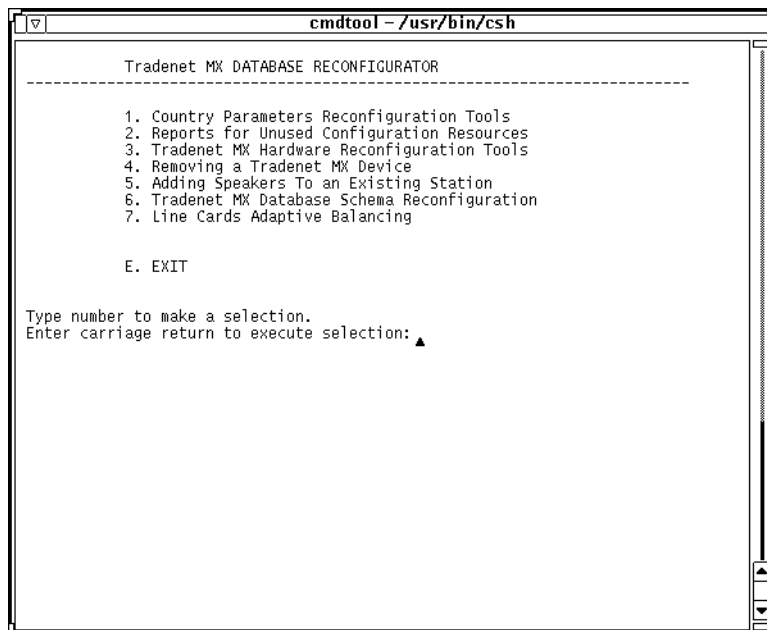 cmdtool – /usr/bin/csh
Tradenet MX DATABASE RECONFIGURATOR
--------------------------------------------------------------------------
1. Country Parameters Reconfiguration Tools
2. Reports for Unused Configuration Resources
3. Tradenet MX Hardware Reconfiguration Tools
4. Removing a Tradenet MX Device
5. Adding Speakers To an Existing Station
6. Tradenet MX Database Schema Reconfiguration
7. Line Cards Adaptive Balancing
E. EXIT
Type number to make a selection.
Enter carriage return to execute selection: